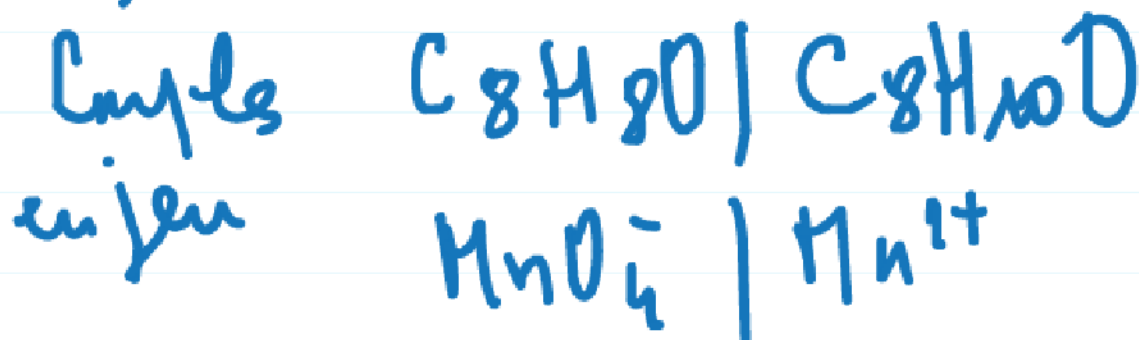 Couples C₈H₈O | C₈H₁₀O
en jeu MnO₄⁻ | Mn²⁺